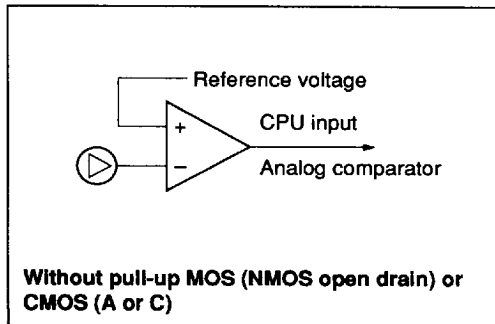 Reference voltage
+
CPU input
−
Analog comparator
Without pull-up MOS (NMOS open drain) or
CMOS (A or C)